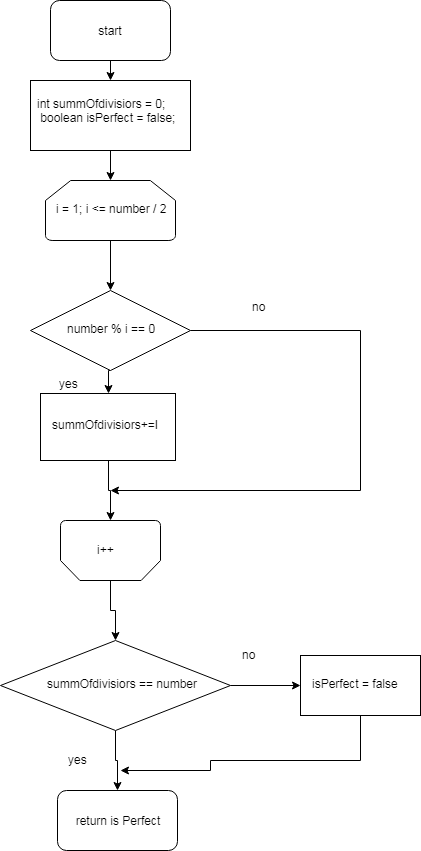 start
int summOfdivisiors = 0;
boolean isPerfect = false;
i = 1; i <= number / 2
number % i == 0
no
yes
summOfdivisiors+=I
i++
summOfdivisiors == number
no
isPerfect = false
yes
return is Perfect